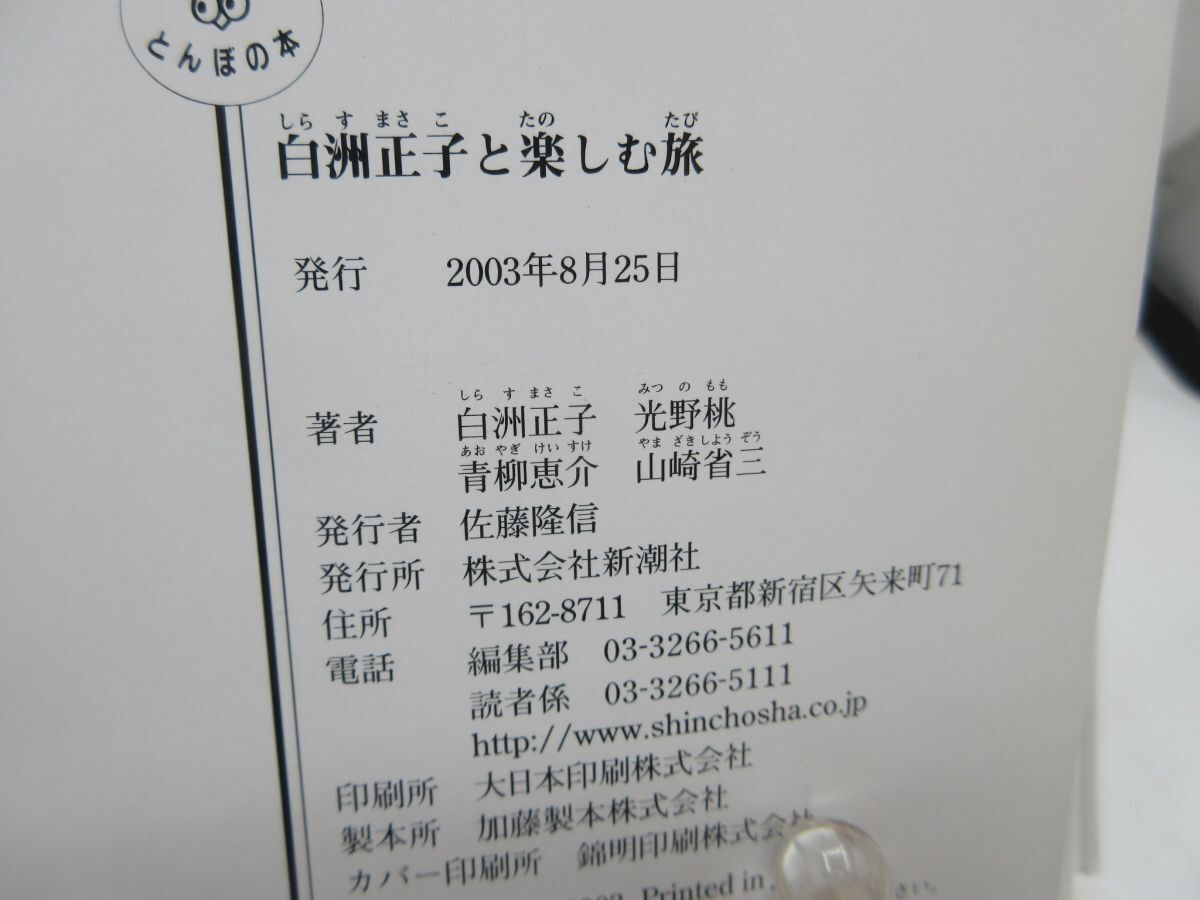 とんぼの本
しらすまさこ たの たび
白洲正子と楽しむ旅
発行 2003年8月25日
しらすまさこ みつのもも
著者 白洲正子 光野桃
あおやぎけいすけ やまざきしようぞう
青柳恵介 山崎省三
発行者 佐藤隆信
発行所 株式会社新潮社
住所 〒162-8711 東京都新宿区矢来町71
電話 編集部 03-3266-5611
読者係 03-3266-5111
http://www.shinchosha.co.jp
印刷所 大日本印刷株式会社
製本所 加藤製本株式会社
カバー印刷所 錦明印刷株式会社
Printed in
さい。